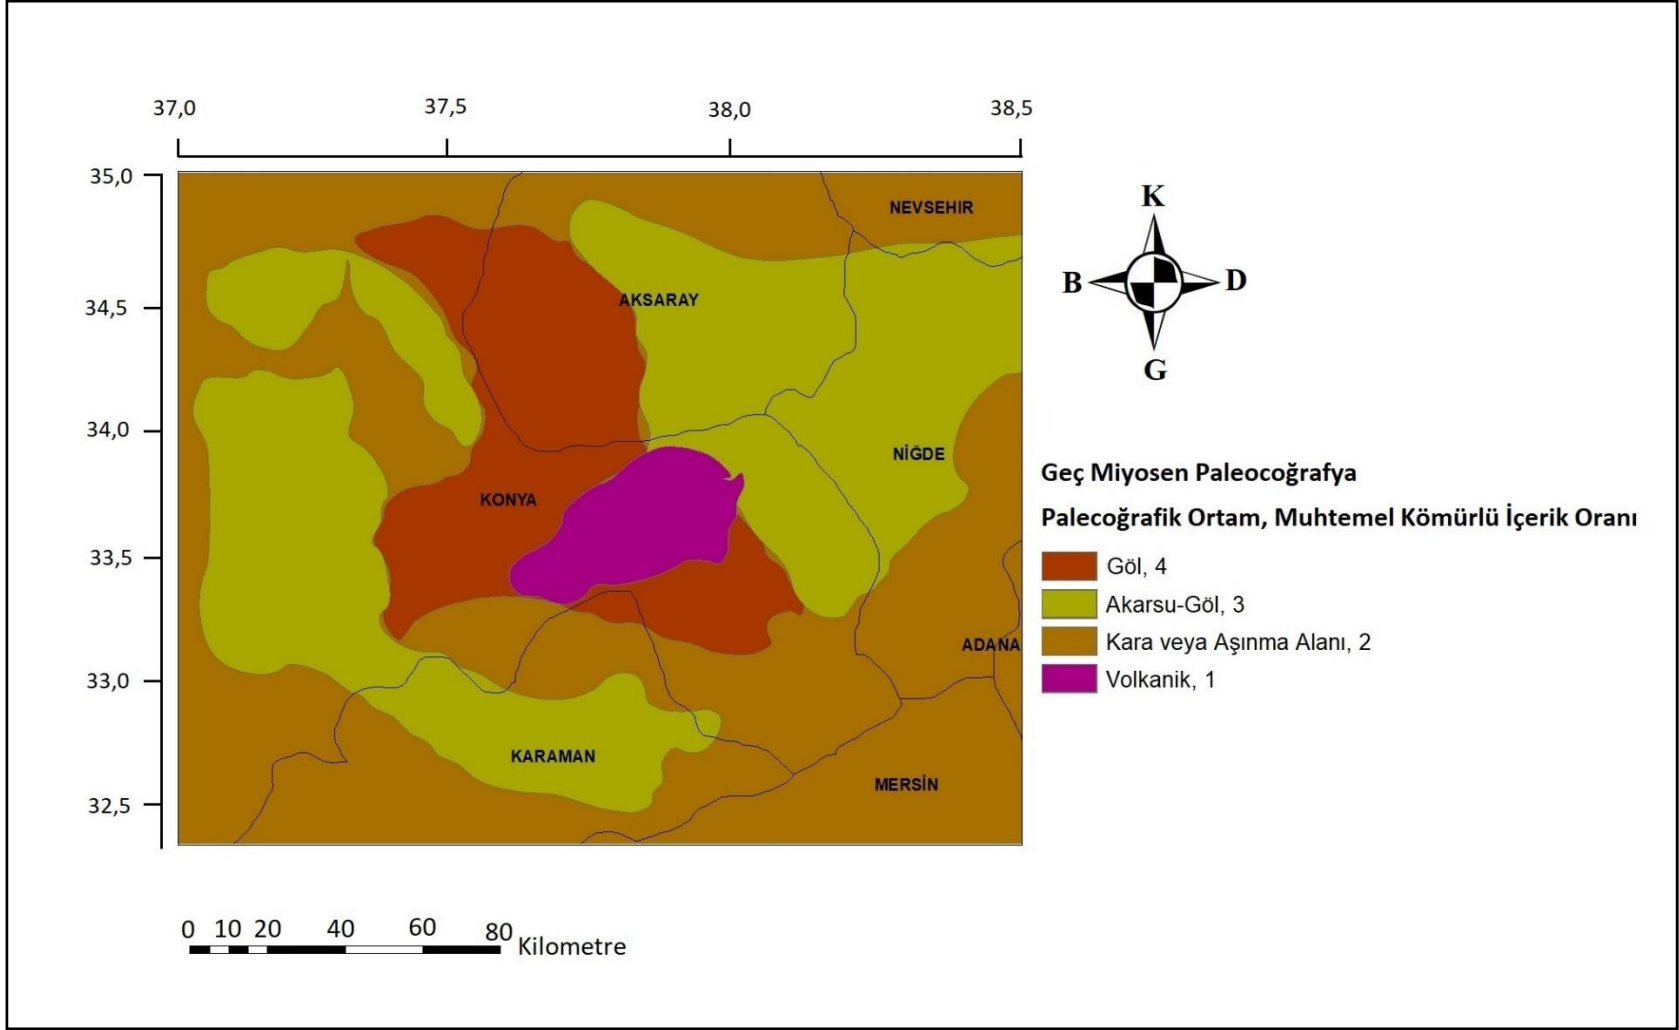 37,0
37,5
38,0
38,5
35,0
34,5
34,0
33,5
33,0
32,5
NEVSEHIR
AKSARAY
NİĞDE
KONYA
ADANA
KARAMAN
MERSİN
K
B
D
G
Geç Miyosen Paleocoğrafya
Palecoğrafik Ortam, Muhtemel Kömürlü İçerik Oranı
Göl, 4
Akarsu-Göl, 3
Kara veya Aşınma Alanı, 2
Volkanik, 1
0 10 20 40 60 80 Kilometre